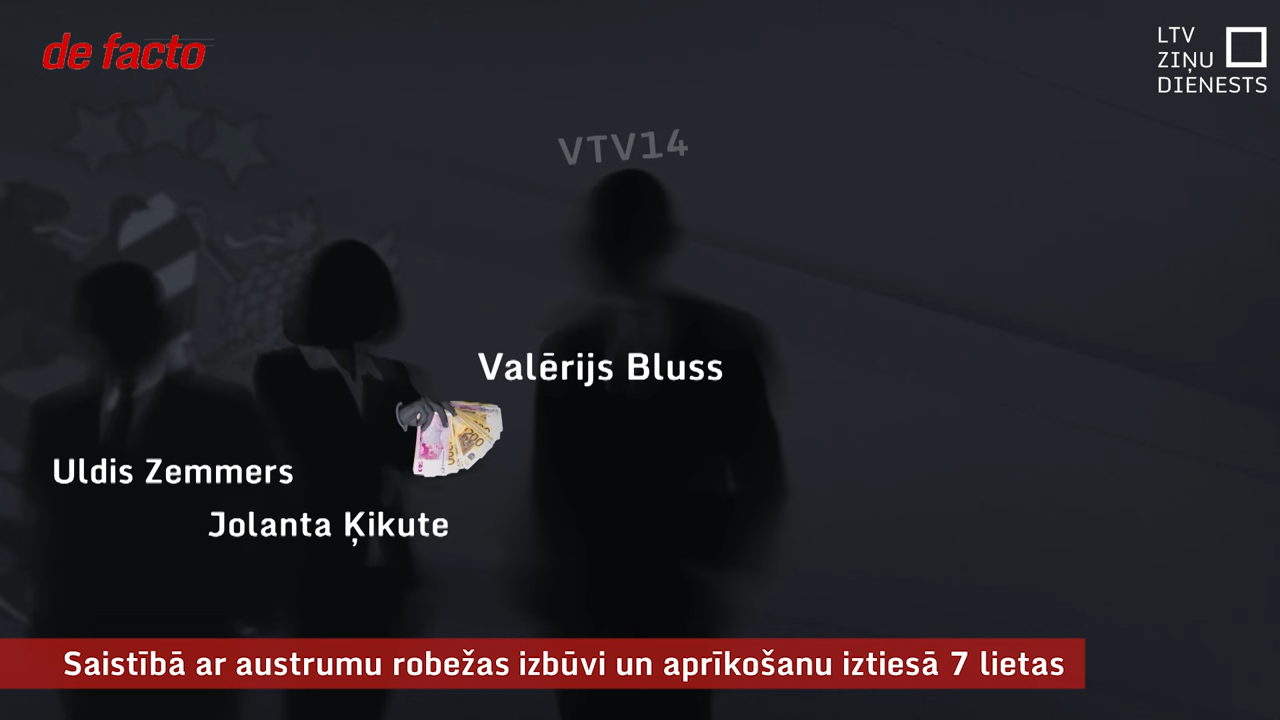 de facto
LTV
ZIŅU
DIENESTS
VTV14
Valērijs Bluss
200
Uldis Zemmers
Jolanta Ķikute
Saistībā ar austrumu robežas izbūvi un aprīkošanu iztiesā 7 lietas